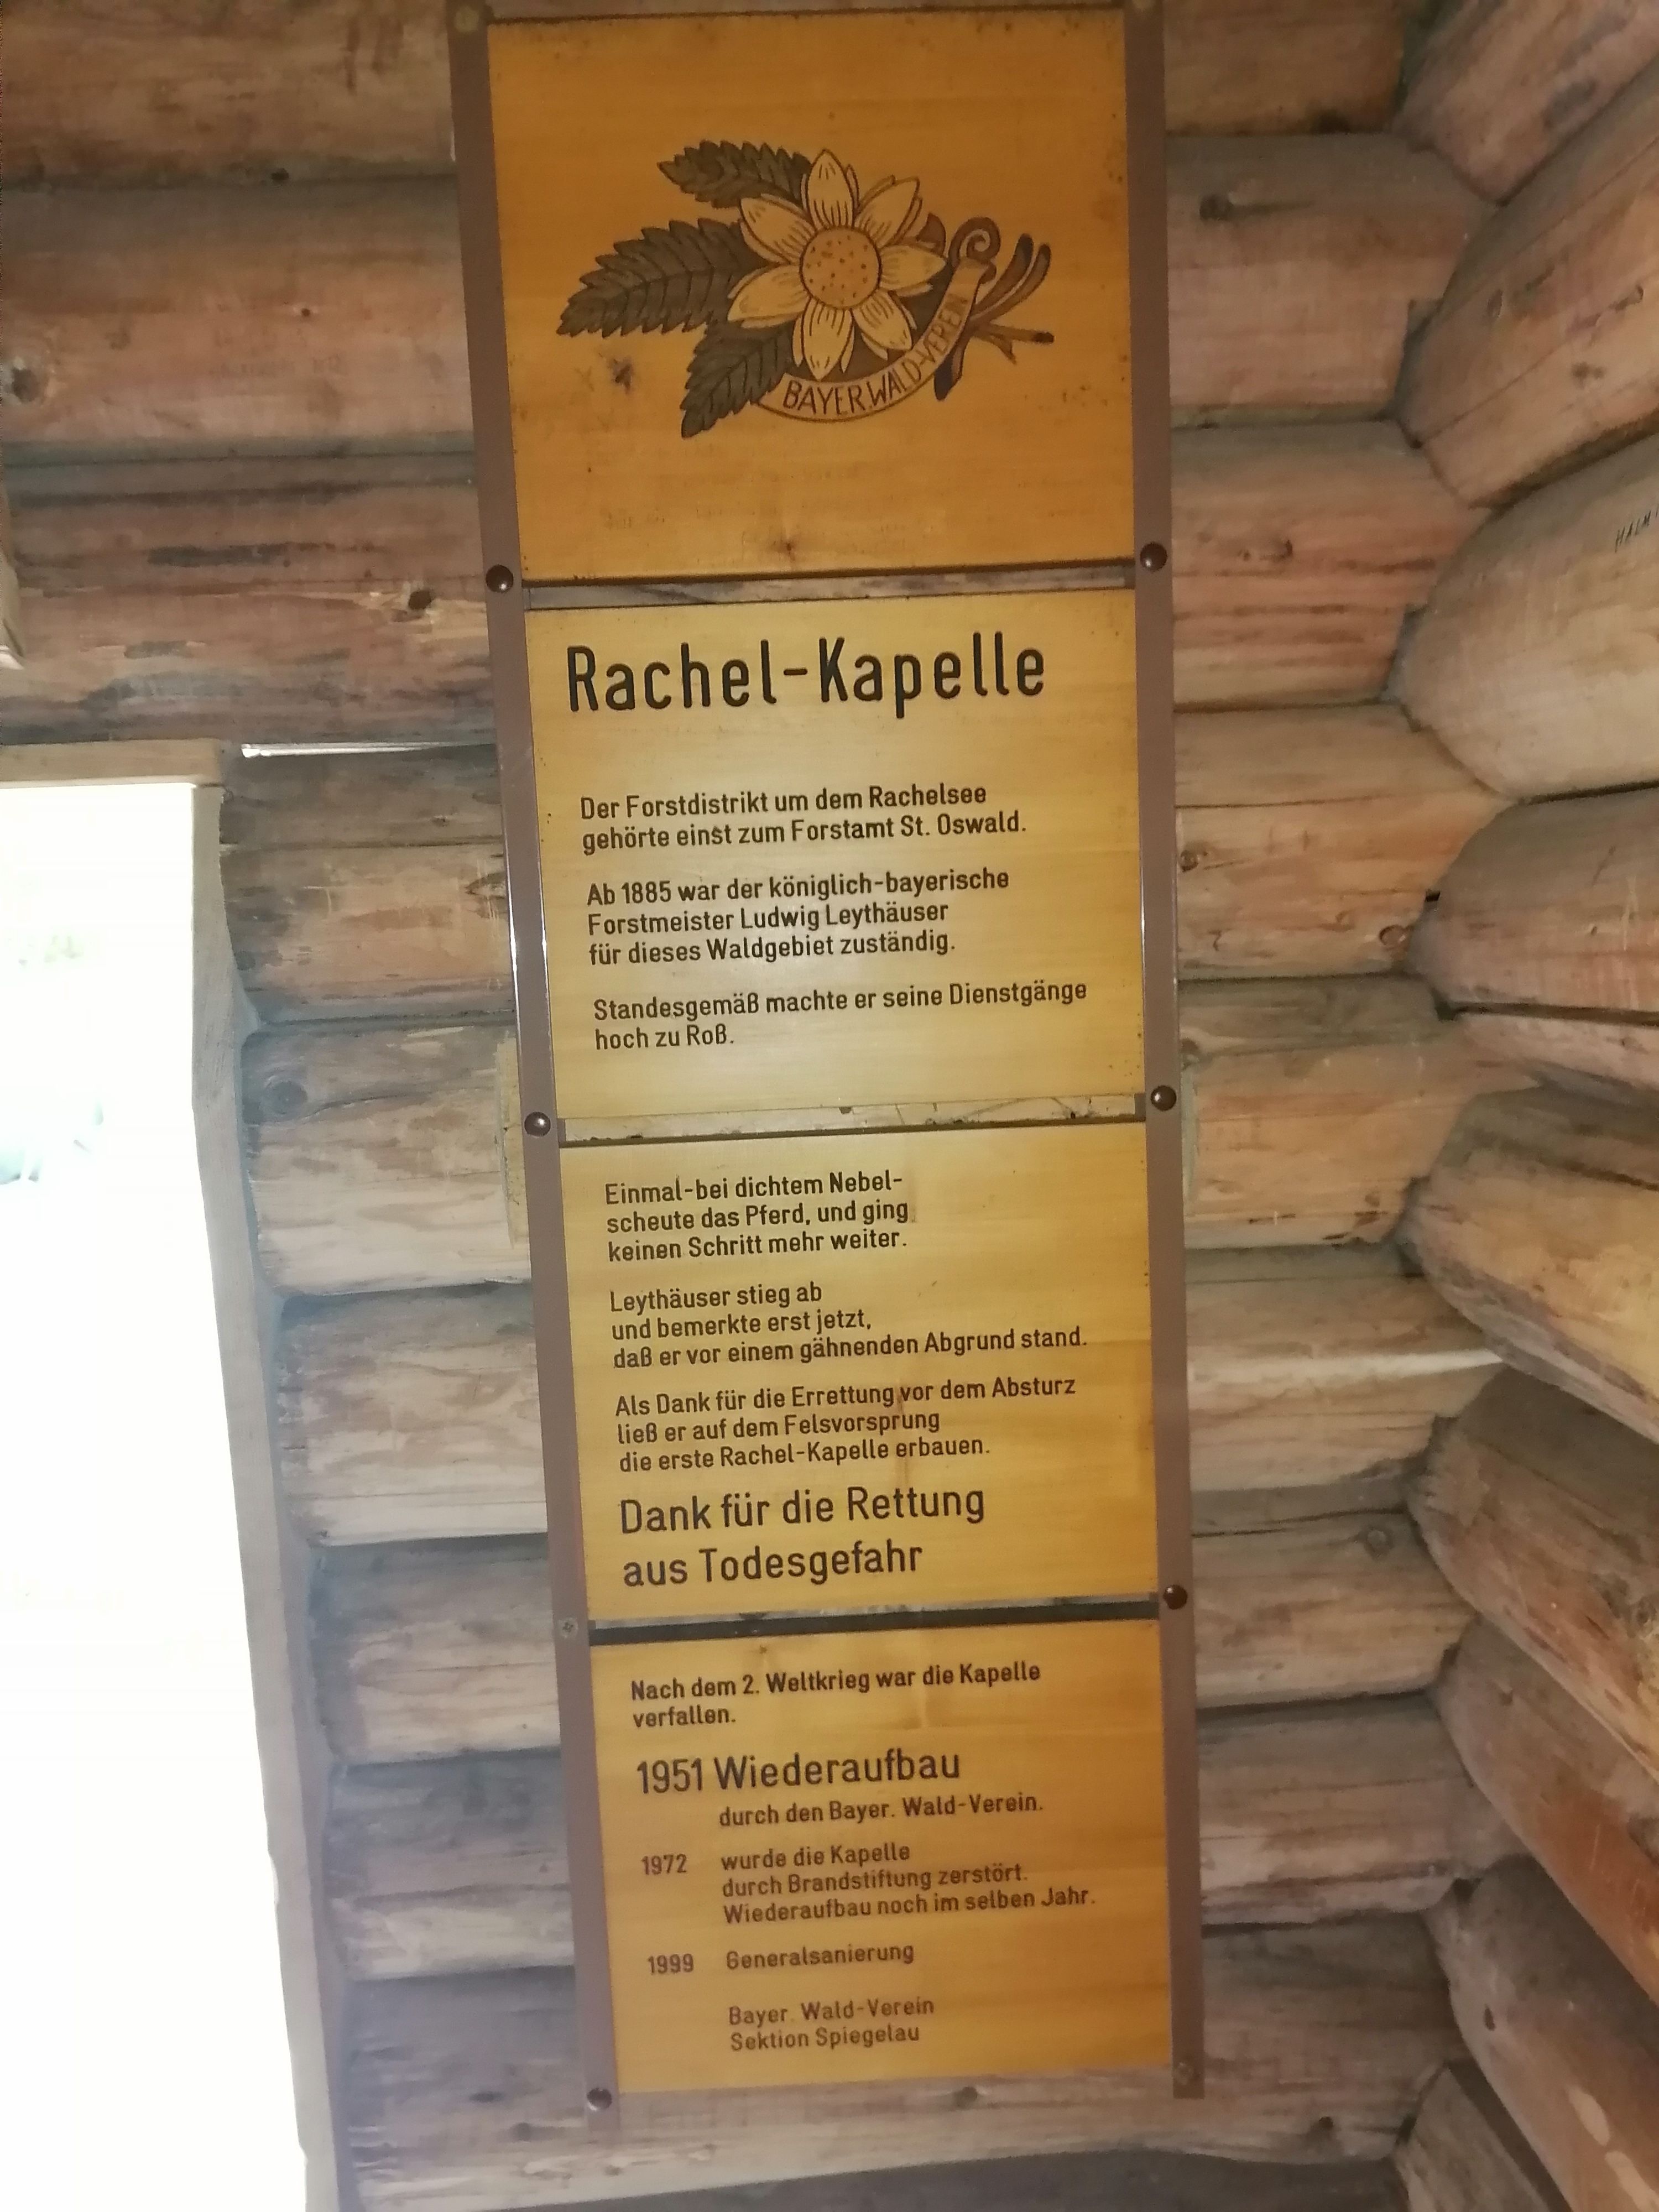 BAYER.WALD-VEREIN
Rachel-Kapelle
Der Forstdistrikt um dem Rachelsee
gehörte einst zum Forstamt St. Oswald.
Ab 1885 war der königlich-bayerische
Forstmeister Ludwig Leythäuser
für dieses Waldgebiet zuständig.
Standesgemäß machte er seine Dienstgänge
hoch zu Roß.
Einmal-bei dichtem Nebel-
scheute das Pferd, und ging
keinen Schritt mehr weiter.
Leythäuser stieg ab
und bemerkte erst jetzt,
daß er vor einem gähnenden Abgrund stand.
Als Dank für die Errettung vor dem Absturz
ließ er auf dem Felsvorsprung
die erste Rachel-Kapelle erbauen.
Dank für die Rettung
aus Todesgefahr
Nach dem 2. Weltkrieg war die Kapelle
verfallen.
1951 Wiederaufbau
durch den Bayer. Wald-Verein.
1972 wurde die Kapelle
durch Brandstiftung zerstört.
Wiederaufbau noch im selben Jahr.
1999 Generalsanierung
Bayer. Wald-Verein
Sektion Spiegelau